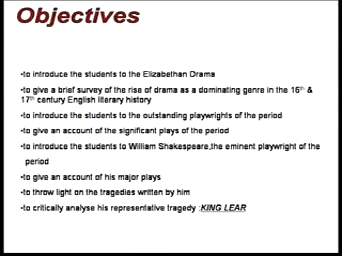 Objectives
•to introduce the students to the Elizabethan Drama
•to give a brief survey of the rise of drama as a dominating genre in the 16th &
17th century English literary history
•to introduce the students to the outstanding playwrights of the period
•to give an account of the significant plays of the period
•to introduce the students to William Shakespeare,the eminent playwright of the
period
•to give an account of his major plays
•to throw light on the tragedies written by him
•to critically analyse his representative tragedy :KING LEAR